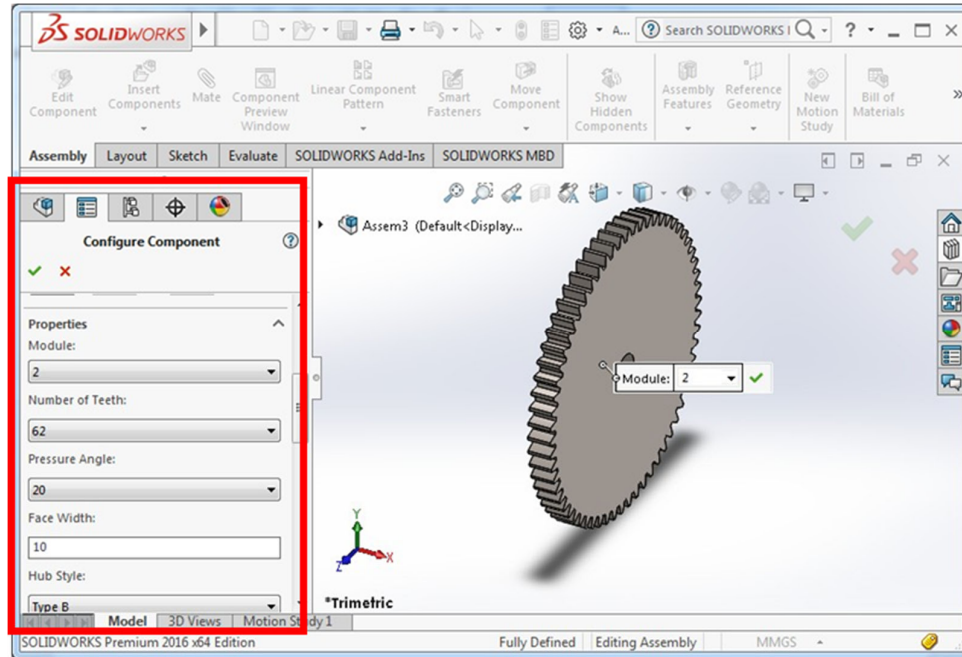 SOLIDWORKS
A...
Search SOLIDWORKS
?
Edit Component
Insert Components
Mate
Component Preview Window
Linear Component Pattern
Smart Fasteners
Move Component
Show Hidden Components
Assembly Features
Reference Geometry
New Motion Study
Bill of Materials
»
Assembly Layout Sketch Evaluate SOLIDWORKS Add-Ins SOLIDWORKS MBD
Assem3 (Default<Display...
Configure Component
?
Properties
Module:
2
Module: 2
Number of Teeth:
62
Pressure Angle:
20
Face Width:
10
Hub Style:
Type B
Y
X
Z
*Trimetric
Model 3D Views Motion Study 1
SOLIDWORKS Premium 2016 x64 Edition Fully Defined Editing Assembly MMGS